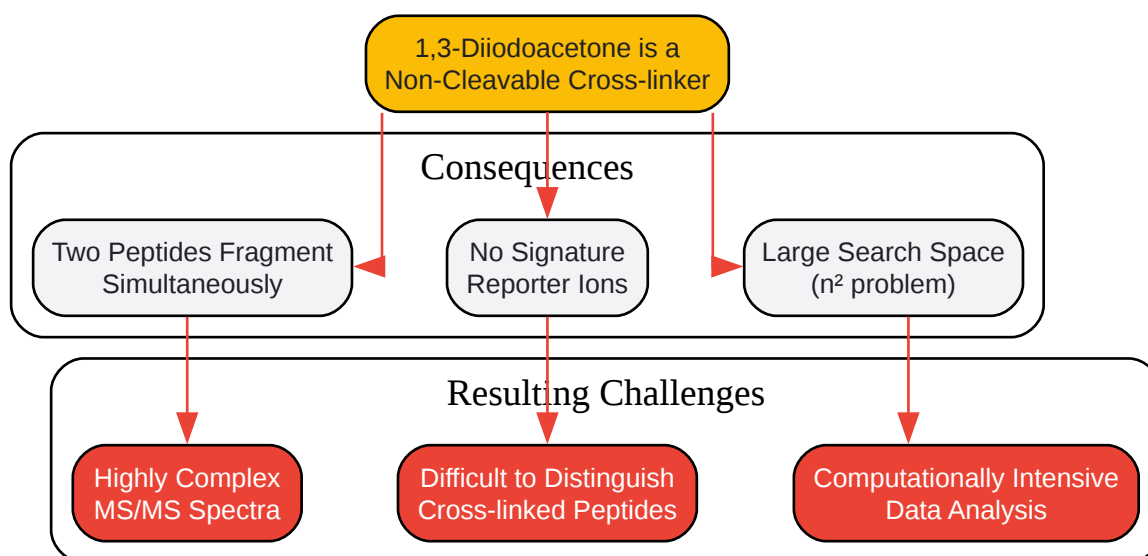 1,3-Diiodoacetone is a
Non-Cleavable Cross-linker
Consequences
Two Peptides Fragment
Simultaneously
No Signature
Reporter Ions
Large Search Space
(n² problem)
Resulting Challenges
Highly Complex
MS/MS Spectra
Difficult to Distinguish
Cross-linked Peptides
Computationally Intensive
Data Analysis